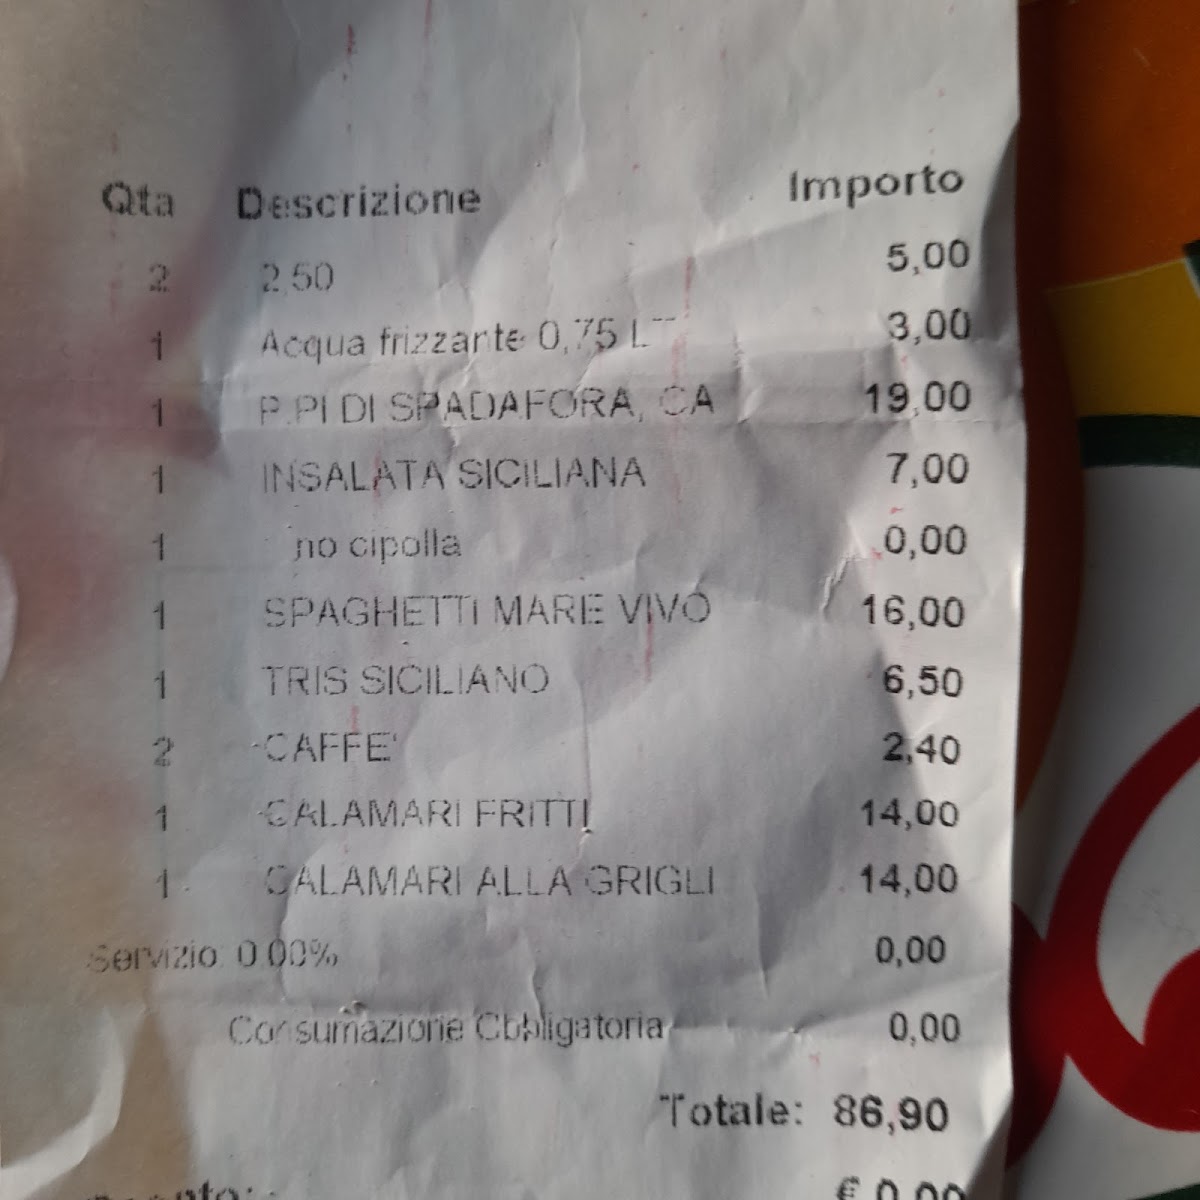 Qta Descrizione Importo
2 2,50 5,00
1 Acqua frizzante 0,75 LT 3,00
1 P.PI DI SPADAFORA, CA 19,00
1 INSALATA SICILIANA 7,00
1 no cipolla 0,00
1 SPAGHETTI MARE VIVO 16,00
1 TRIS SICILIANO 6,50
2 CAFFE' 2,40
1 CALAMARI FRITTI 14,00
1 CALAMARI ALLA GRIGLI 14,00
Servizio: 0,00% 0,00
Consumazione Obbligatoria 0,00
Totale: 86,90
€ 0,00